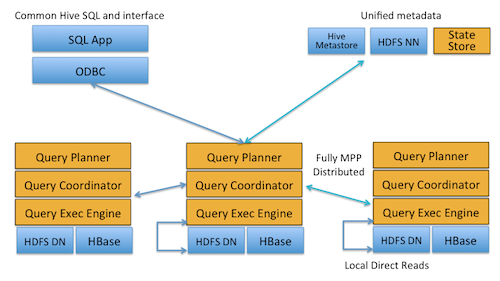 Common Hive SQL and interface
SQL App
ODBC
Unified metadata
Hive
Metastore
HDFS NN
State
Store
Query Planner
Query Coordinator
Query Exec Engine
HDFS DN
HBase
Query Planner
Query Coordinator
Query Exec Engine
HDFS DN
HBase
Fully MPP
Distributed
Query Planner
Query Coordinator
Query Exec Engine
HDFS DN
HBase
Local Direct Reads